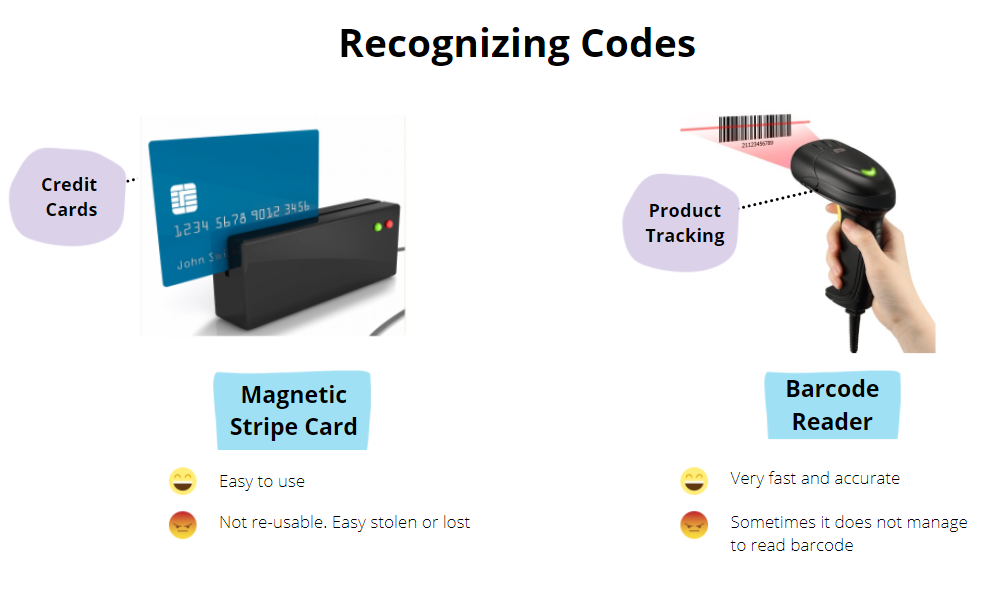 Recognizing Codes
Credit
Cards
1234 5678 9012 3456
John
21123456789
Product
Tracking
Magnetic
Stripe Card
Easy to use
Not re-usable. Easy stolen or lost
Barcode
Reader
Very fast and accurate
Sometimes it does not manage
to read barcode